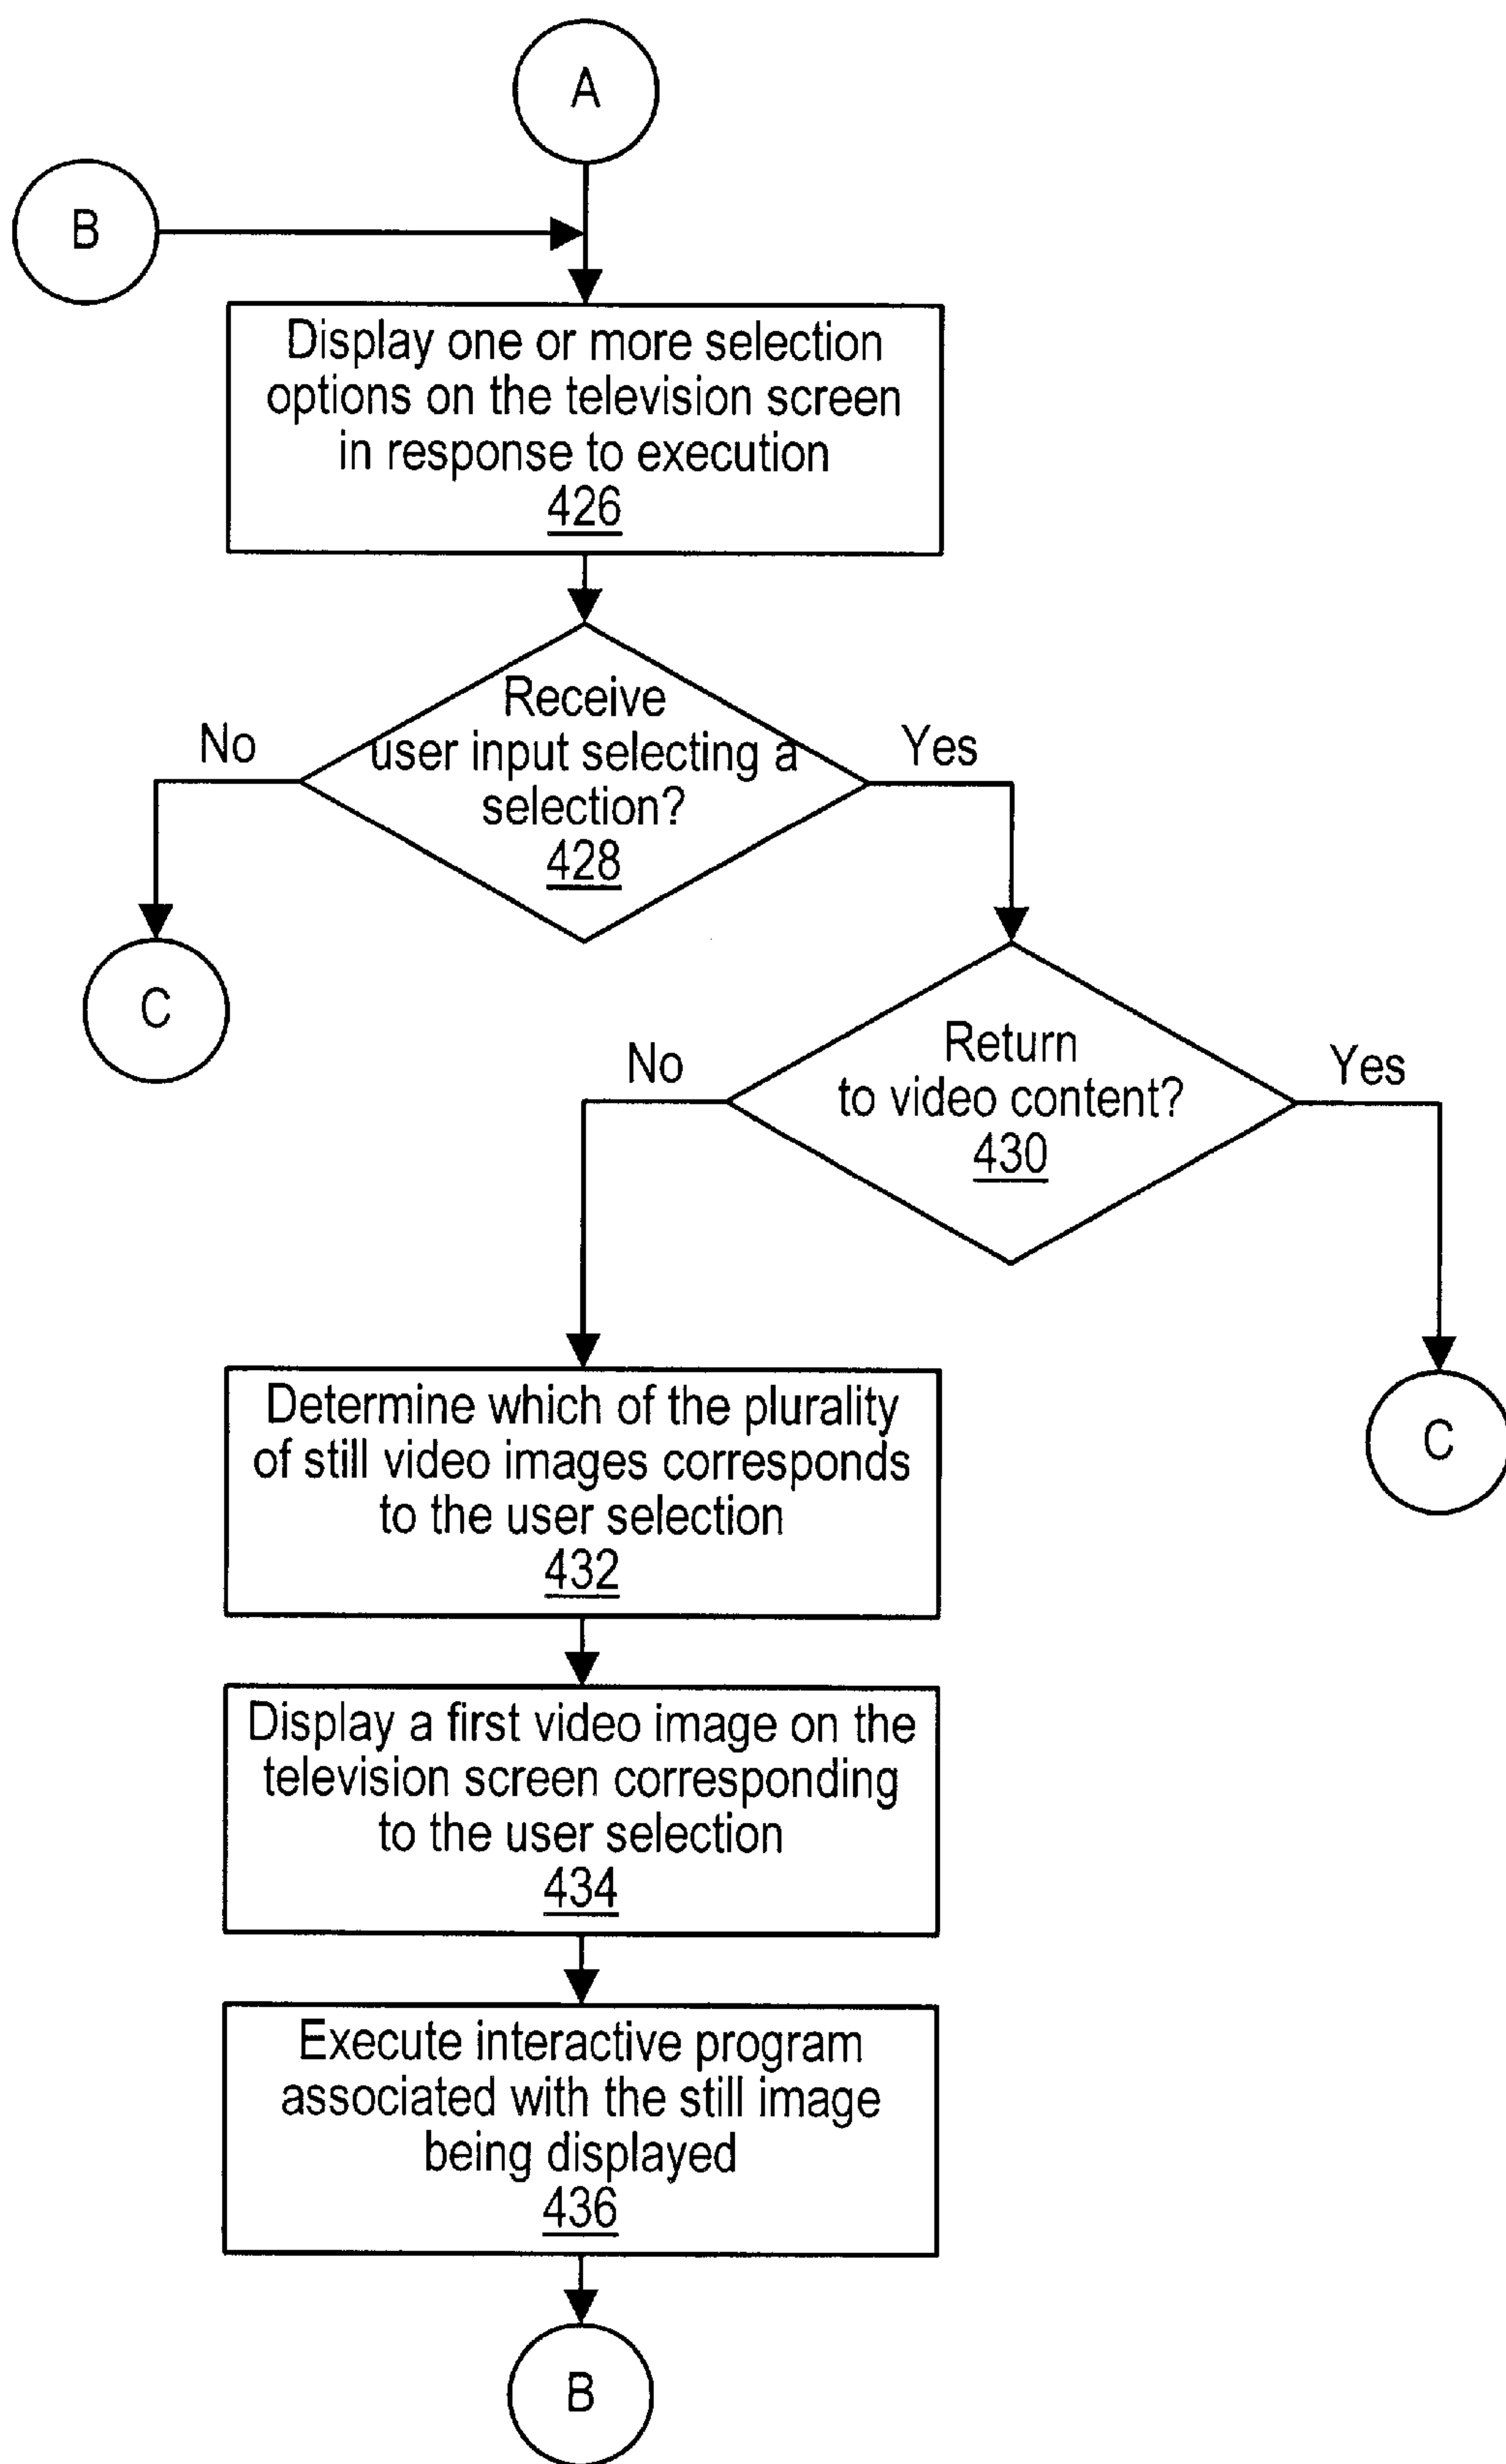 A
B
Display one or more selection
options on the television screen
in response to execution
426
Receive
user input selecting a
selection?
428
No
Yes
C
Return
to video content?
430
No
Yes
C
Determine which of the plurality
of still video images corresponds
to the user selection
432
Display a first video image on the
television screen corresponding
to the user selection
434
Execute interactive program
associated with the still image
being displayed
436
B